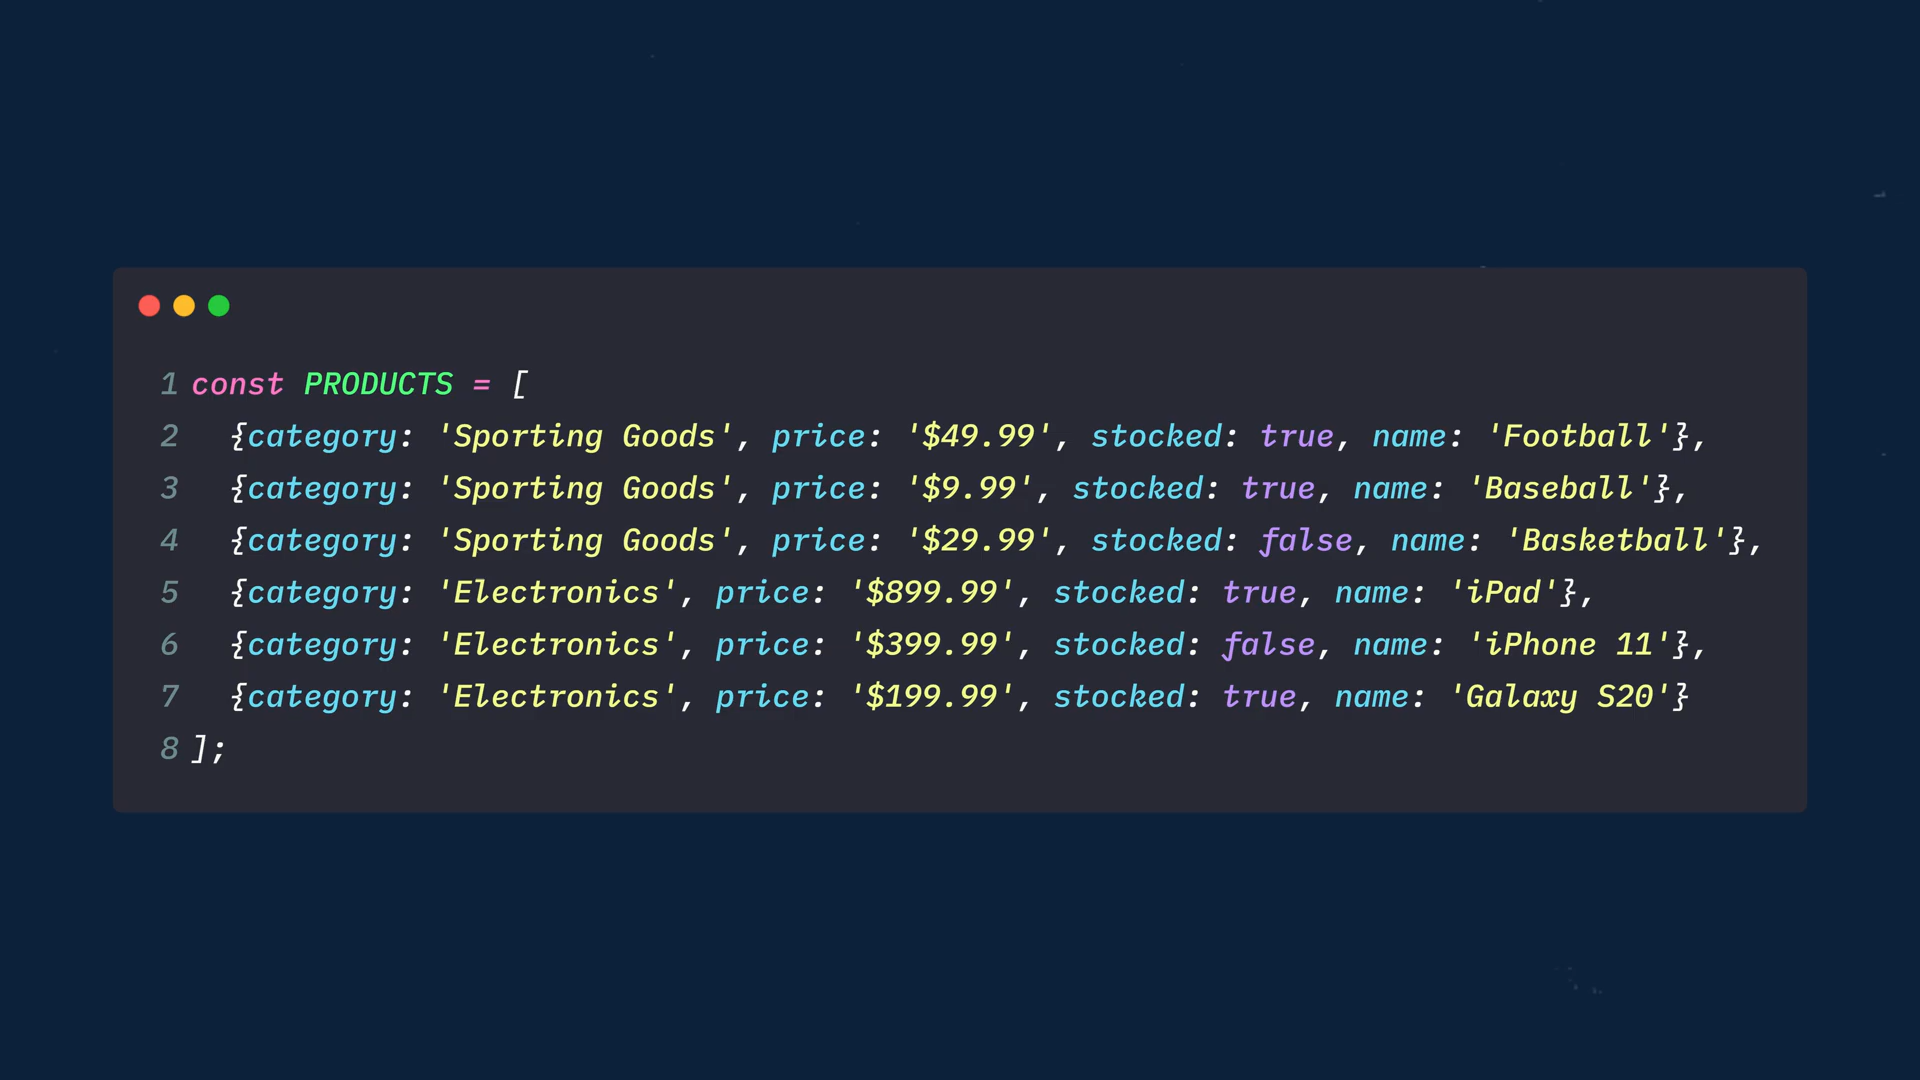 1 const PRODUCTS = [
2   {category: 'Sporting Goods', price: '$49.99', stocked: true, name: 'Football'},
3   {category: 'Sporting Goods', price: '$9.99', stocked: true, name: 'Baseball'},
4   {category: 'Sporting Goods', price: '$29.99', stocked: false, name: 'Basketball'},
5   {category: 'Electronics', price: '$899.99', stocked: true, name: 'iPad'},
6   {category: 'Electronics', price: '$399.99', stocked: false, name: 'iPhone 11'},
7   {category: 'Electronics', price: '$199.99', stocked: true, name: 'Galaxy S20'}
8 ];